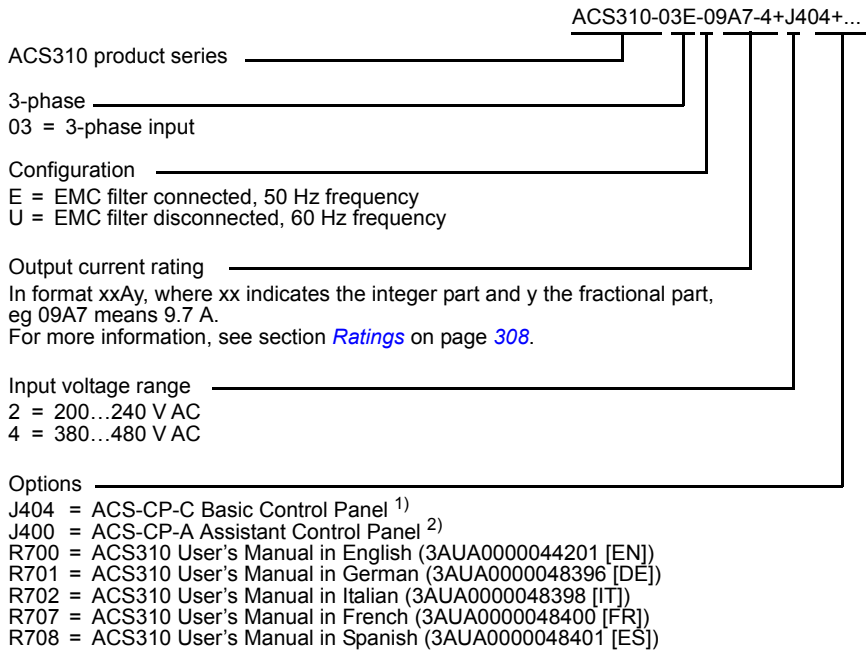 ACS310-03E-09A7-4+J404+...
ACS310 product series
3-phase
03 = 3-phase input
Configuration
E = EMC filter connected, 50 Hz frequency
U = EMC filter disconnected, 60 Hz frequency
Output current rating
In format xxAy, where xx indicates the integer part and y the fractional part,
eg 09A7 means 9.7 A.
For more information, see section Ratings on page 308.
Input voltage range
2 = 200…240 V AC
4 = 380…480 V AC
Options
J404 = ACS-CP-C Basic Control Panel 1)
J400 = ACS-CP-A Assistant Control Panel 2)
R700 = ACS310 User's Manual in English (3AUA0000044201 [EN])
R701 = ACS310 User's Manual in German (3AUA0000048396 [DE])
R702 = ACS310 User's Manual in Italian (3AUA0000048398 [IT])
R707 = ACS310 User's Manual in French (3AUA0000048400 [FR])
R708 = ACS310 User's Manual in Spanish (3AUA0000048401 [ES])